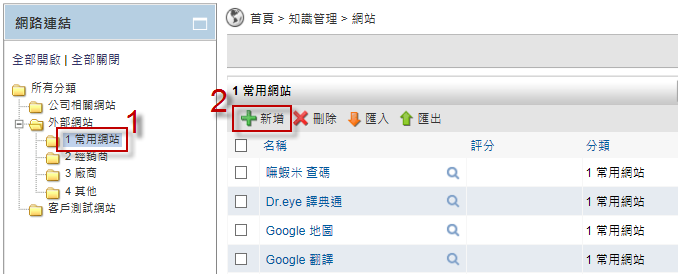 網路連結
全部開啟 | 全部關閉
所有分類
公司相關網站
外部網站
1 常用網站
1
2 經銷商
3 廠商
4 其他
客戶測試網站
首頁 > 知識管理 > 網站
1 常用網站
2
新增 刪除 匯入 匯出
名稱 評分 分類
嘸蝦米 查碼 1 常用網站
Dr.eye 譯典通 1 常用網站
Google 地圖 1 常用網站
Google 翻譯 1 常用網站